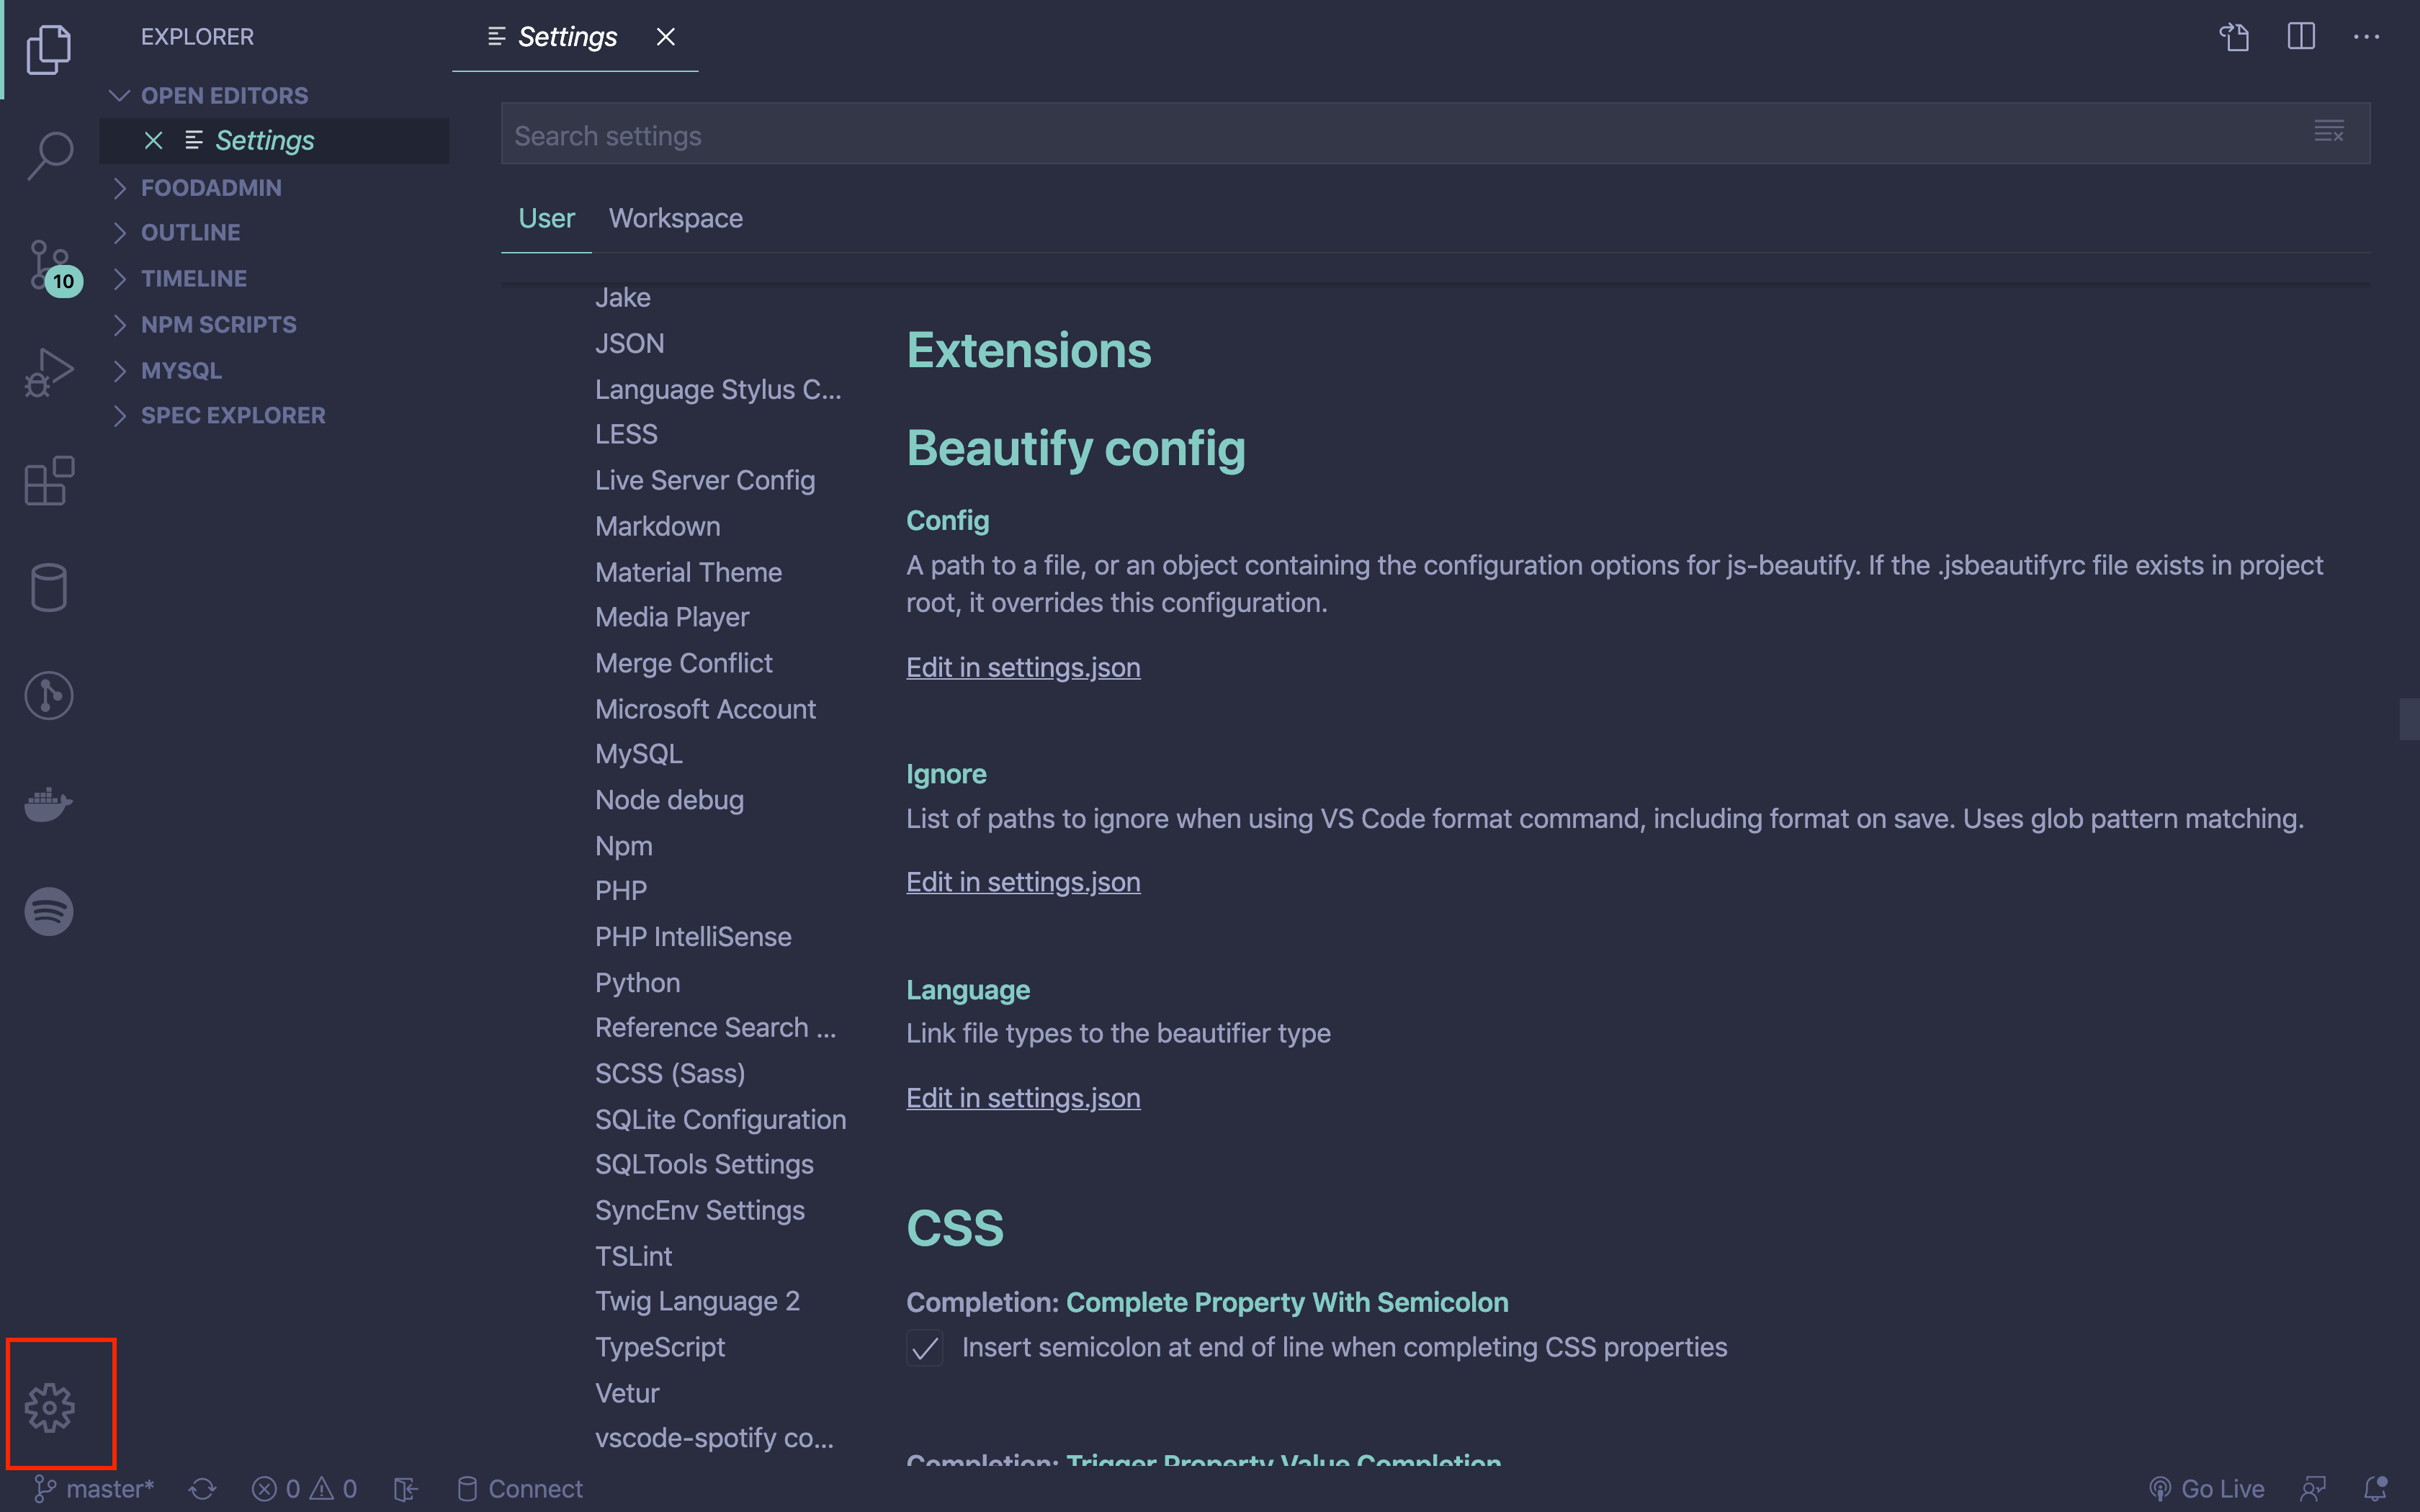 EXPLORER
OPEN EDITORS
Settings
FOODADMIN
OUTLINE
TIMELINE
NPM SCRIPTS
MYSQL
SPEC EXPLORER
10
Settings
Search settings
User
Workspace
Jake
JSON
Language Stylus C...
LESS
Live Server Config
Markdown
Material Theme
Media Player
Merge Conflict
Microsoft Account
MySQL
Node debug
Npm
PHP
PHP IntelliSense
Python
Reference Search ...
SCSS (Sass)
SQLite Configuration
SQLTools Settings
SyncEnv Settings
TSLint
Twig Language 2
TypeScript
Vetur
vscode-spotify co...
Extensions
Beautify config
Config
A path to a file, or an object containing the configuration options for js-beautify. If the .jsbeautifyrc file exists in project
root, it overrides this configuration.
Edit in settings.json
Ignore
List of paths to ignore when using VS Code format command, including format on save. Uses glob pattern matching.
Edit in settings.json
Language
Link file types to the beautifier type
Edit in settings.json
CSS
Completion: Complete Property With Semicolon
Insert semicolon at end of line when completing CSS properties
Completion: Trigger Property Value Completion
master*
0
0
Connect
Go Live